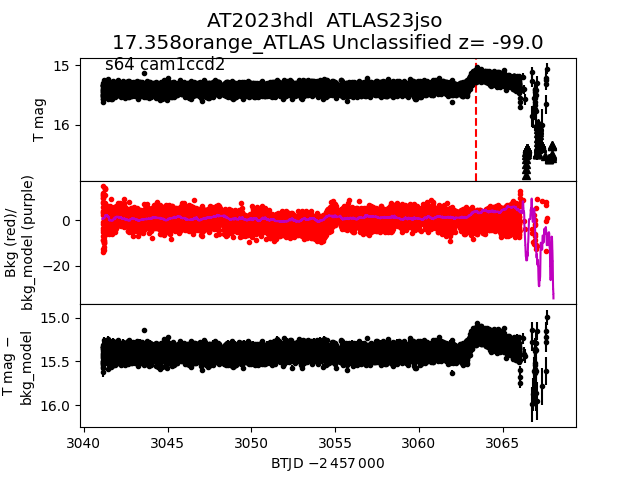 AT2023hdl  ATLAS23jso
17.358orange_ATLAS Unclassified z= -99.0
s64 cam1ccd2
15
16
T mag
0
−20
Bkg (red)/
bkg_model (purple)
15.0
15.5
16.0
T mag −
bkg_model
3040 3045 3050 3055 3060 3065
BTJD −2 457 000